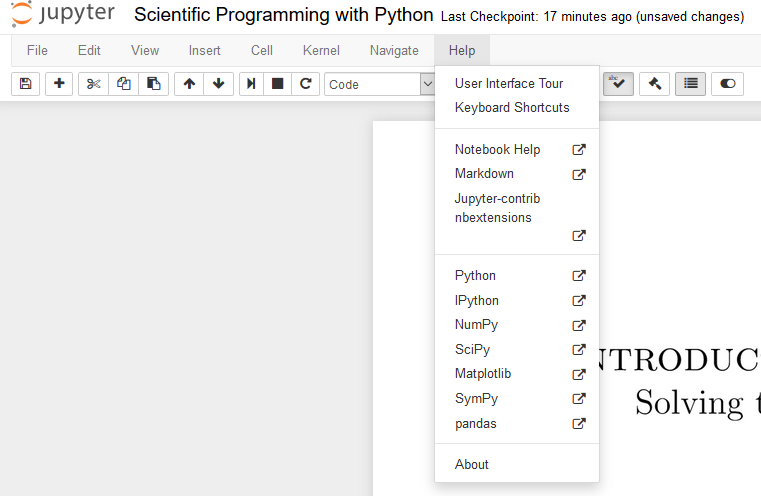 jupyter Scientific Programming with Python Last Checkpoint: 17 minutes ago (unsaved changes)
File Edit View Insert Cell Kernel Navigate Help
Code
abc
User Interface Tour
Keyboard Shortcuts
Notebook Help
Markdown
Jupyter-contrib
nbextensions
Python
IPython
NumPy
SciPy
Matplotlib
SymPy
pandas
About
NTRODUC
Solving t